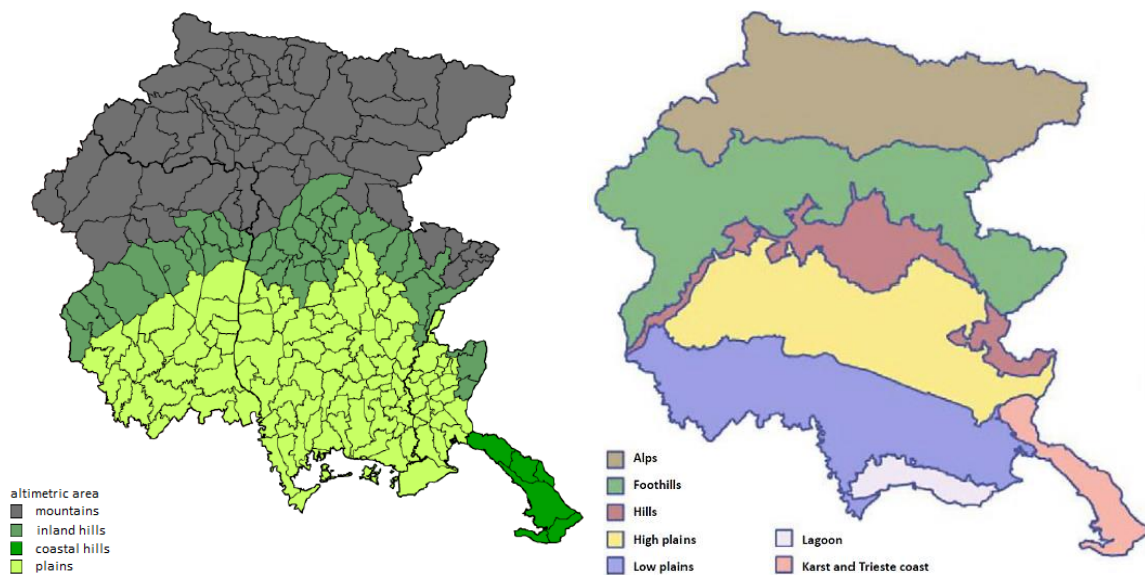 altimetric area
mountains
inland hills
coastal hills
plains
Alps
Foothills
Hills
High plains
Low plains
Lagoon
Karst and Trieste coast